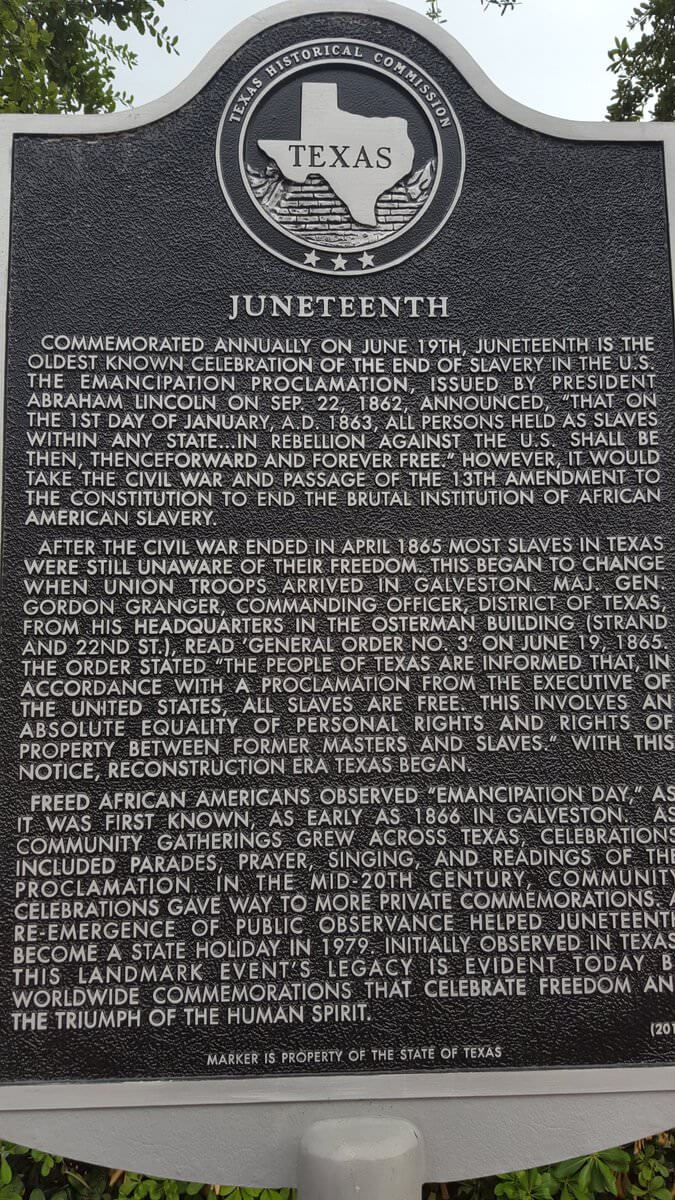 TEXAS HISTORICAL COMMISSION
TEXAS
JUNETEENTH
COMMEMORATED ANNUALLY ON JUNE 19TH, JUNETEENTH IS THE
OLDEST KNOWN CELEBRATION OF THE END OF SLAVERY IN THE U.S.
THE EMANCIPATION PROCLAMATION, ISSUED BY PRESIDENT
ABRAHAM LINCOLN ON SEP. 22, 1862, ANNOUNCED, "THAT ON
THE 1ST DAY OF JANUARY, A.D. 1863, ALL PERSONS HELD AS SLAVES
WITHIN ANY STATE...IN REBELLION AGAINST THE U.S. SHALL BE
THEN, THENCEFORWARD AND FOREVER FREE." HOWEVER, IT WOULD
TAKE THE CIVIL WAR AND PASSAGE OF THE 13TH AMENDMENT TO
THE CONSTITUTION TO END THE BRUTAL INSTITUTION OF AFRICAN
AMERICAN SLAVERY.
AFTER THE CIVIL WAR ENDED IN APRIL 1865 MOST SLAVES IN TEXAS
WERE STILL UNAWARE OF THEIR FREEDOM. THIS BEGAN TO CHANGE
WHEN UNION TROOPS ARRIVED IN GALVESTON. MAJ. GEN.
GORDON GRANGER, COMMANDING OFFICER, DISTRICT OF TEXAS,
FROM HIS HEADQUARTERS IN THE OSTERMAN BUILDING (STRAND
AND 22ND ST.), READ 'GENERAL ORDER NO. 3' ON JUNE 19, 1865.
THE ORDER STATED "THE PEOPLE OF TEXAS ARE INFORMED THAT, IN
ACCORDANCE WITH A PROCLAMATION FROM THE EXECUTIVE OF
THE UNITED STATES, ALL SLAVES ARE FREE. THIS INVOLVES AN
ABSOLUTE EQUALITY OF PERSONAL RIGHTS AND RIGHTS OF
PROPERTY BETWEEN FORMER MASTERS AND SLAVES." WITH THIS
NOTICE, RECONSTRUCTION ERA TEXAS BEGAN.
FREED AFRICAN AMERICANS OBSERVED "EMANCIPATION DAY," AS
IT WAS FIRST KNOWN, AS EARLY AS 1866 IN GALVESTON. AS
COMMUNITY GATHERINGS GREW ACROSS TEXAS, CELEBRATIONS
INCLUDED PARADES, PRAYER, SINGING, AND READINGS OF THE
PROCLAMATION. IN THE MID-20TH CENTURY, COMMUNITY
CELEBRATIONS GAVE WAY TO MORE PRIVATE COMMEMORATIONS.
RE-EMERGENCE OF PUBLIC OBSERVANCE HELPED JUNETEENTH
BECOME A STATE HOLIDAY IN 1979. INITIALLY OBSERVED IN TEXAS
THIS LANDMARK EVENT'S LEGACY IS EVIDENT TODAY
WORLDWIDE COMMEMORATIONS THAT CELEBRATE FREEDOM
THE TRIUMPH OF THE HUMAN SPIRIT.
MARKER IS PROPERTY OF THE STATE OF TEXAS